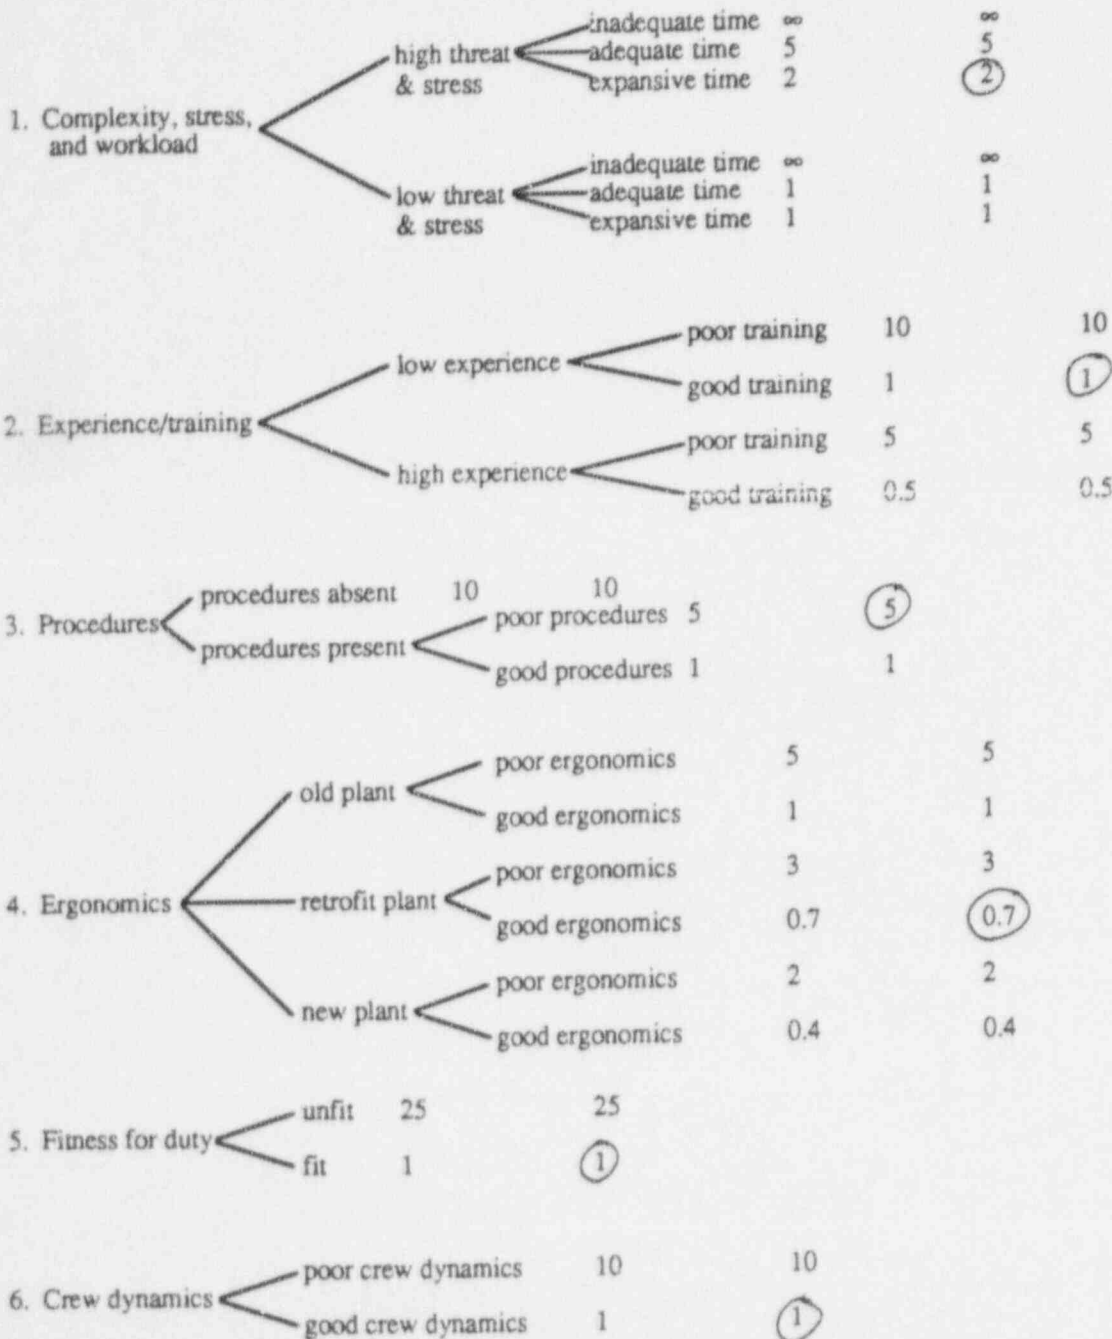 inadequate time ∞ ∞
high threat adequate time 5 5
& stress expansive time 2 2
1. Complexity, stress,
and workload
inadequate time ∞ ∞
low threat adequate time 1 1
& stress expansive time 1 1
poor training 10 10
low experience
good training 1 1
2. Experience/training
poor training 5 5
high experience
good training 0.5 0.5
procedures absent 10 10
3. Procedures poor procedures 5 5
procedures present
good procedures 1 1
poor ergonomics 5 5
old plant
good ergonomics 1 1
poor ergonomics 3 3
4. Ergonomics retrofit plant
good ergonomics 0.7 0.7
poor ergonomics 2 2
new plant
good ergonomics 0.4 0.4
unfit 25 25
5. Fitness for duty
fit 1 1
poor crew dynamics 10 10
6. Crew dynamics
good crew dynamics 1 1